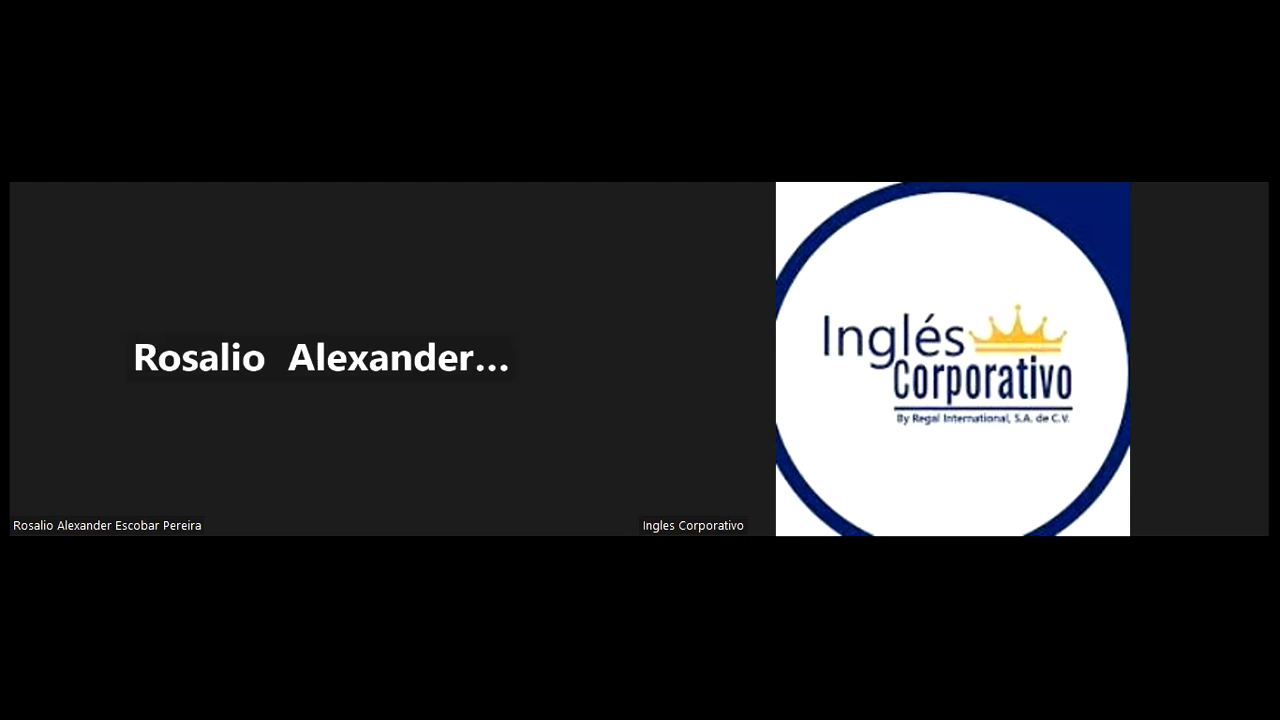 Rosalio Alexander...
Rosalio Alexander Escobar Pereira
Inglés
Corporativo
By Regal International, S.A. de C.V.
Ingles Corporativo